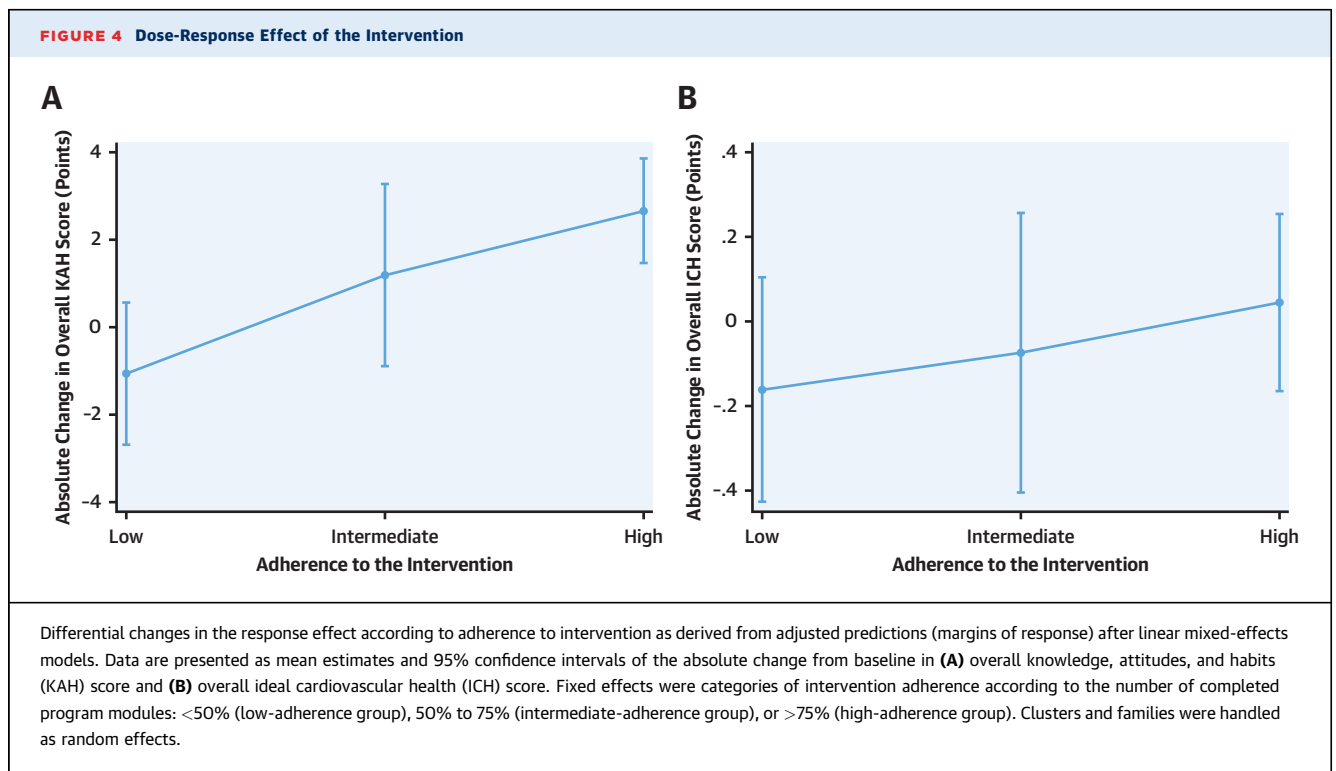 FIGURE 4 Dose-Response Effect of the Intervention
A
Absolute Change in Overall KAH Score (Points)
4
2
0
–2
–4
Low
Intermediate
High
Adherence to the Intervention
B
Absolute Change in Overall ICH Score (Points)
.4
.2
0
–.2
–.4
Low
Intermediate
High
Adherence to the Intervention
Differential changes in the response effect according to adherence to intervention as derived from adjusted predictions (margins of response) after linear mixed-effects
models. Data are presented as mean estimates and 95% confidence intervals of the absolute change from baseline in (A) overall knowledge, attitudes, and habits
(KAH) score and (B) overall ideal cardiovascular health (ICH) score. Fixed effects were categories of intervention adherence according to the number of completed
program modules: <50% (low-adherence group), 50% to 75% (intermediate-adherence group), or >75% (high-adherence group). Clusters and families were handled
as random effects.